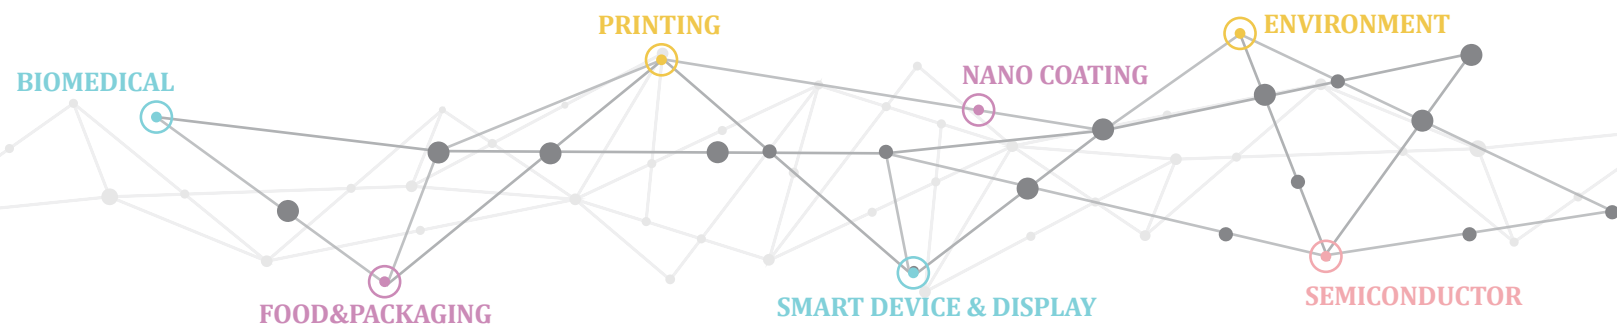 BIOMEDICAL
FOOD&PACKAGING
PRINTING
SMART DEVICE & DISPLAY
NANO COATING
ENVIRONMENT
SEMICONDUCTOR